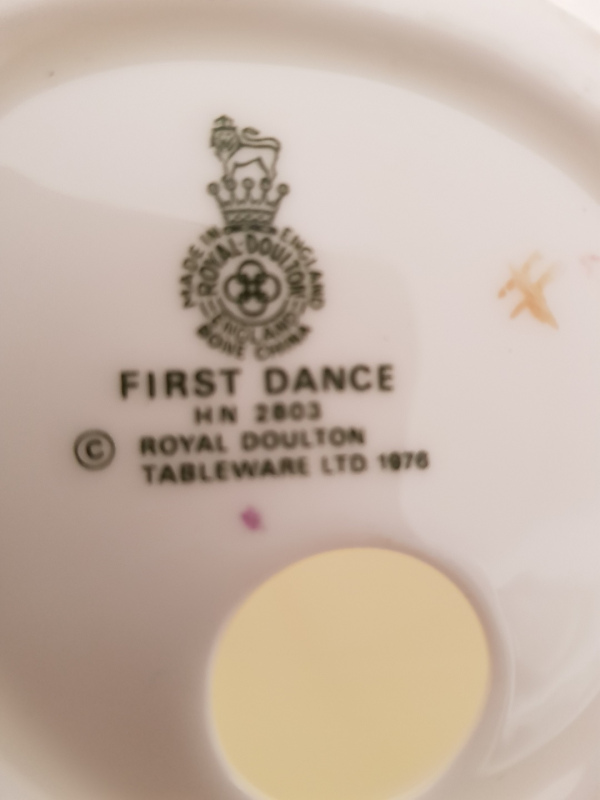 MADE IN ENGLAND
ROYAL DOULTON
ENGLAND
BONE CHINA
FIRST DANCE
HN 2803
© ROYAL DOULTON
TABLEWARE LTD 1976